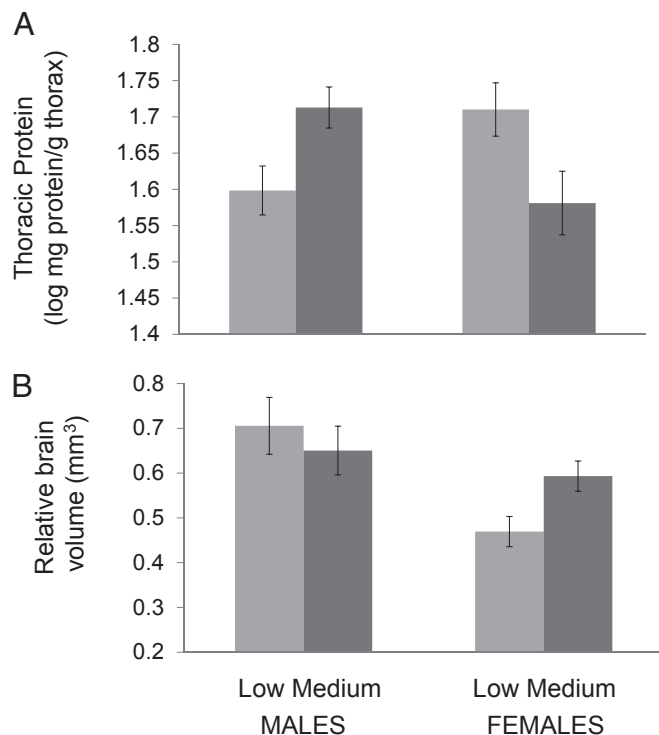 A
Thoracic Protein
(log mg protein/g thorax)
1.8
1.75
1.7
1.65
1.6
1.55
1.5
1.45
1.4
B
Relative brain
volume (mm³)
0.8
0.7
0.6
0.5
0.4
0.3
0.2
Low Medium Low Medium
MALES FEMALES